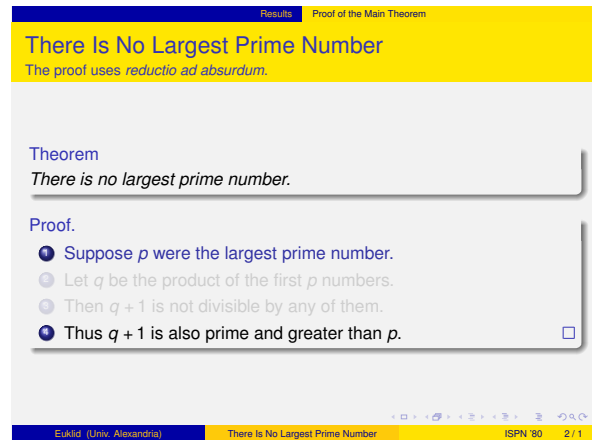 Results Proof of the Main Theorem
There Is No Largest Prime Number
The proof uses reductio ad absurdum.
Theorem
There is no largest prime number.
Proof.
1 Suppose p were the largest prime number.
2 Let q be the product of the first p numbers.
3 Then q + 1 is not divisible by any of them.
4 Thus q + 1 is also prime and greater than p. □
Euklid (Univ. Alexandria) There Is No Largest Prime Number ISPN '80 2 / 1